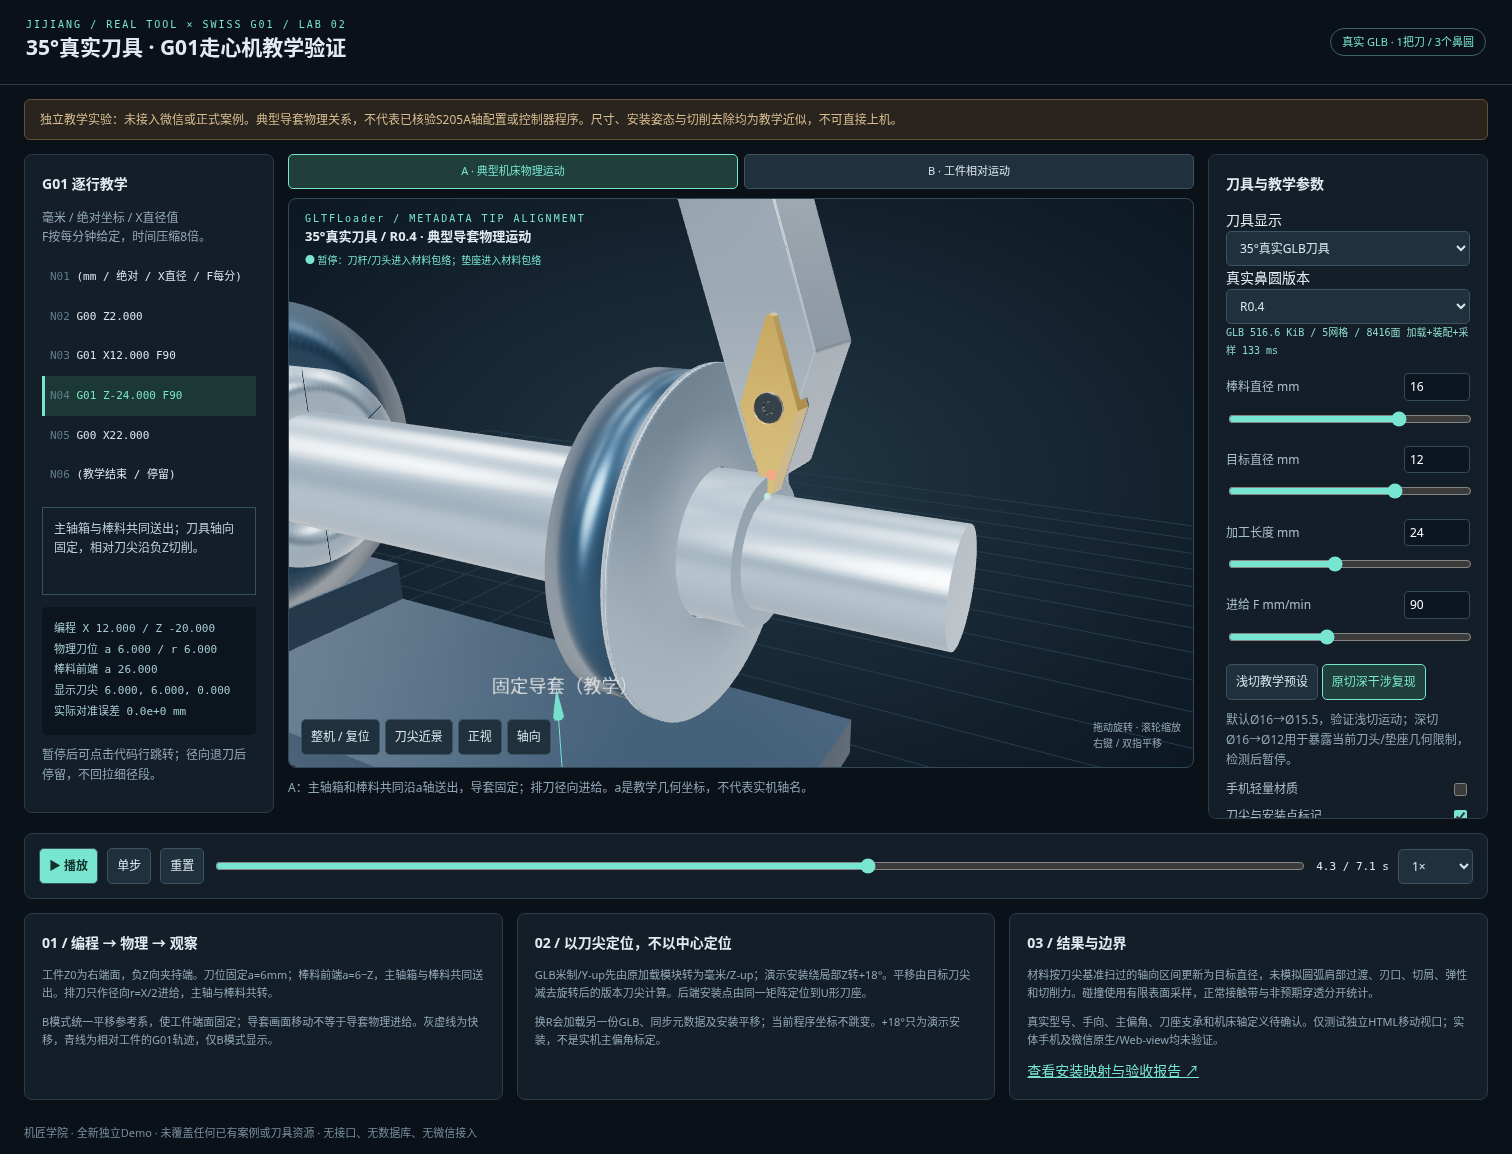 JIJIANG / REAL TOOL × SWISS G01 / LAB 02
35°真实刀具 · G01走心机教学验证
真实 GLB · 1把刀 / 3个鼻圆
独立教学实验：未接入微信或正式案例。典型导套物理关系，不代表已核验S205A轴配置或控制器程序。尺寸、安装姿态与切削去除均为教学近似，不可直接上机。
G01 逐行教学
毫米 / 绝对坐标 / X直径值
F按每分钟给定，时间压缩8倍。
N01 (mm / 绝对 / X直径 / F每分)
N02 G00 Z2.000
N03 G01 X12.000 F90
N04 G01 Z-24.000 F90
N05 G00 X22.000
N06 (教学结束 / 停留)
主轴箱与棒料共同送出；刀具轴向
固定，相对刀尖沿负Z切削。
编程 X 12.000 / Z -20.000
物理刀位 a 6.000 / r 6.000
棒料前端 a 26.000
显示刀尖 6.000, 6.000, 0.000
实际对准误差 0.0e+0 mm
暂停后可点击代码行跳转；径向退刀后
停留，不回拉细径段。
A · 典型机床物理运动
B · 工件相对运动
GLTFLoader / METADATA TIP ALIGNMENT
35°真实刀具 / R0.4 · 典型导套物理运动
暂停：刀杆/刀头进入材料包络；垫座进入材料包络
固定导套（教学）
整机 / 复位
刀尖近景
正视
轴向
拖动旋转 · 滚轮缩放
右键 / 双指平移
A：主轴箱和棒料共同沿a轴送出，导套固定；排刀径向进给。a是教学几何坐标，不代表实机轴名。
刀具与教学参数
刀具显示
35°真实GLB刀具
真实鼻圆版本
R0.4
GLB 516.6 KiB / 5网格 / 8416面 加载+装配+采
样 133 ms
棒料直径 mm
16
目标直径 mm
12
加工长度 mm
24
进给 F mm/min
90
浅切教学预设
原切深干涉复现
默认Ø16→Ø15.5，验证浅切运动；深切
Ø16→Ø12用于暴露当前刀头/垫座几何限制，
检测后暂停。
手机轻量材质
刀尖与安装点标记
▶ 播放
单步
重置
4.3 / 7.1 s
1×
01 / 编程 → 物理 → 观察
工件Z0为右端面，负Z向夹持端。刀位固定a=6mm；棒料前端a=6−Z，主轴箱与棒料共同送
出。排刀只作径向r=X/2进给，主轴与棒料共转。
B模式统一平移参考系，使工件端面固定；导套画面移动不等于导套物理进给。灰虚线为快
移，青线为相对工件的G01轨迹，仅B模式显示。
02 / 以刀尖定位，不以中心定位
GLB米制/Y-up先由原加载模块转为毫米/Z-up；演示安装绕局部Z转+18°。平移由目标刀尖
减去旋转后的版本刀尖计算。后端安装点由同一矩阵定位到U形刀座。
换R会加载另一份GLB、同步元数据及安装平移；当前程序坐标不跳变。+18°只为演示安
装，不是实机主偏角标定。
03 / 结果与边界
材料按刀尖基准扫过的轴向区间更新为目标直径，未模拟圆弧肩部过渡、刃口、切屑、弹性
和切削力。碰撞使用有限表面采样，正常接触带与非预期穿透分开统计。
真实型号、手向、主偏角、刀座支承和机床轴定义待确认。仅测试独立HTML移动视口；实
体手机及微信原生/Web-view均未验证。
查看安装映射与验收报告 ↗
机匠学院 · 全新独立Demo · 未覆盖任何已有案例或刀具资源 · 无接口、无数据库、无微信接入